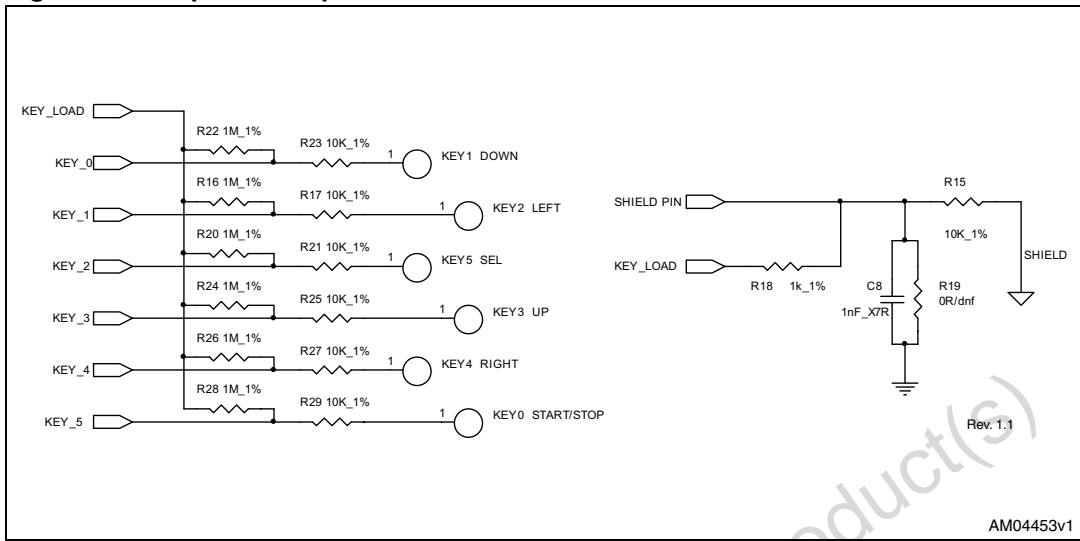 KEY_LOAD
R22 1M_1%
R23 10K_1%
KEY_0
1
KEY1 DOWN
R16 1M_1%
R17 10K_1%
KEY_1
1
KEY2 LEFT
R20 1M_1%
R21 10K_1%
KEY_2
1
KEY5 SEL
R24 1M_1%
R25 10K_1%
KEY_3
1
KEY3 UP
R26 1M_1%
R27 10K_1%
KEY_4
1
KEY4 RIGHT
R28 1M_1%
R29 10K_1%
KEY_5
1
KEY0 START/STOP
SHIELD PIN
R15
10K_1%
SHIELD
KEY_LOAD
R18 1k_1%
C8
1nF_X7R
R19
0R/dnf
Rev. 1.1
oduct(s)
AM04453v1